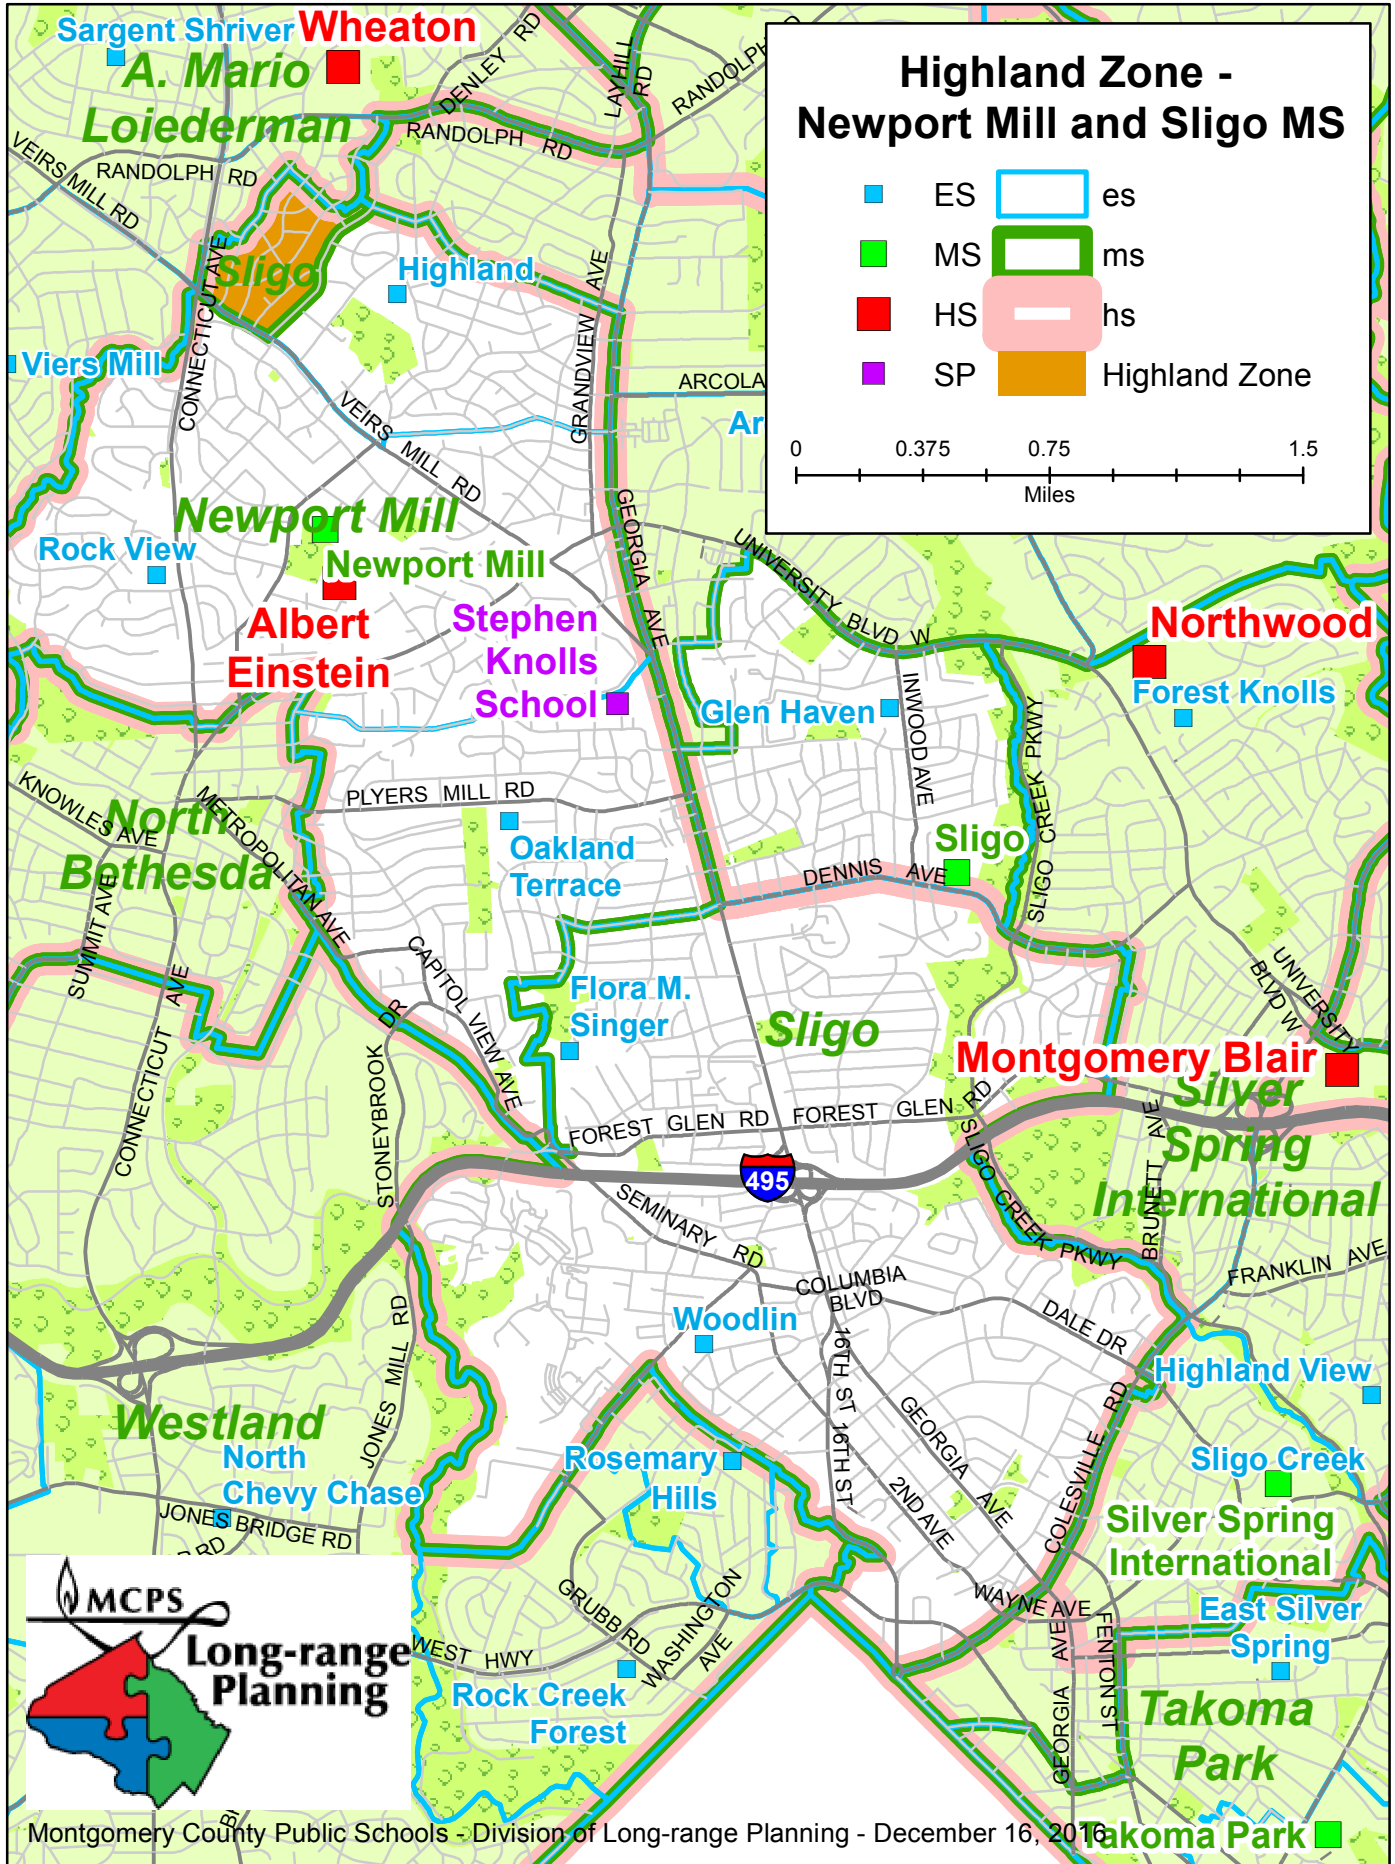 Sargent Shriver
Wheaton
A. Mario
Loiederman
DENLEY RD
LAYHILL RD
RANDOLPH
RANDOLPH RD
VEIRS MILL RD
RANDOLPH RD
Highland Zone -
Newport Mill and Sligo MS
ES es
MS ms
HS hs
SP Highland Zone
0 0.375 0.75 1.5
Miles
CONNECTICUT AVE
Sligo
Highland
GRANDVIEW AVE
Viers Mill
VEIRS MILL RD
ARCOLA
Ar
Newport Mill
Rock View
Newport Mill
Albert
Einstein
Stephen
Knolls
School
GEORGIA AVE
UNIVERSITY BLVD W
Northwood
Forest Knolls
Glen Haven
INWOOD AVE
SLIGO CREEK PKWY
KNOWLES AVE
METROPOLITAN AVE
North
Bethesda
PLYERS MILL RD
Oakland
Terrace
Sligo
DENNIS AVE
SUMMIT AVE
CONNECTICUT AVE
STONEYBROOK DR
CAPITOL VIEW AVE
Flora M.
Singer
Sligo
UNIVERSITY
BLVD W
Montgomery Blair
Silver
Spring
International
FOREST GLEN RD
FOREST GLEN RD
495
SEMINARY RD
SLIGO CREEK PKWY
BRUNETT AVE
FRANKLIN AVE
COLUMBIA
BLVD
DALE DR
Woodlin
16TH ST
16TH ST
JONES MILL RD
Westland
North
Chevy Chase
JONES BRIDGE RD
RD
Highland View
GEORGIA AVE
COLESVILLE RD
Rosemary
Hills
2ND AVE
Sligo Creek
Silver Spring
International
WAYNE AVE
East Silver
Spring
GRUBB RD
WASHINGTON
AVE
WEST HWY
Rock Creek
Forest
GEORGIA AVE
FENTON ST
Takoma
Park
MCPS
Long-range
Planning
BR
Montgomery County Public Schools - Division of Long-range Planning - December 16, 2016
Takoma Park